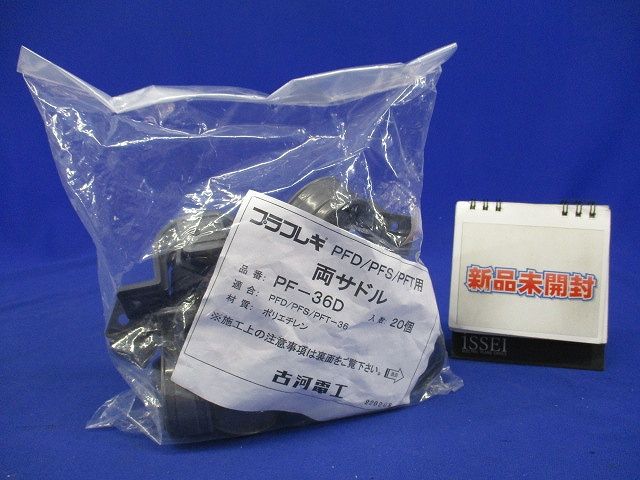 プラフレキ PFD/PFS/PFT用
両サドル
品番: PF-36D
適合: PFD/PFS/PFT-36
材質: ポリエチレン 入数 20個
※施工上の注意事項は裏面をご覧下さい。
古河電工
新品未開封
ISSEI